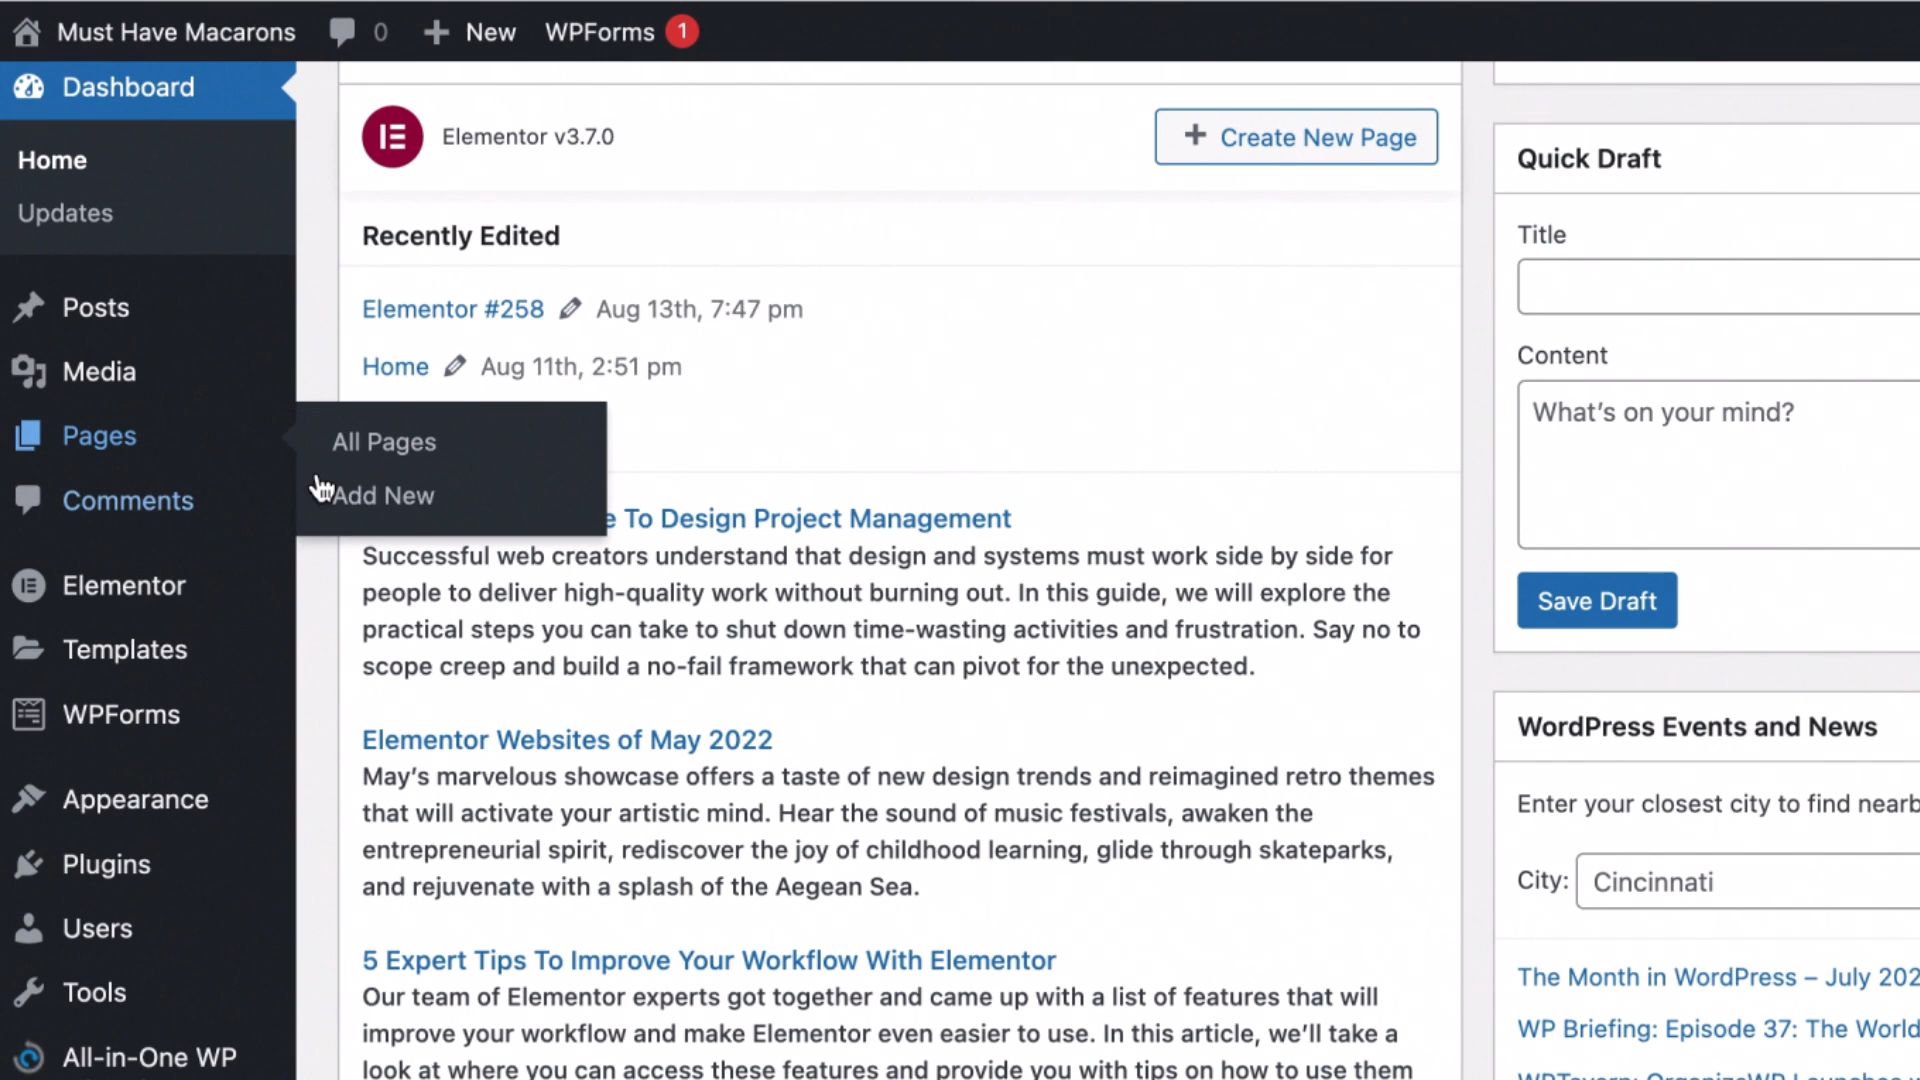 Must Have Macarons 0 New WPForms 1
Dashboard
Home
Updates
Posts
Media
Pages
All Pages
Add New
Comments
Elementor
Templates
WPForms
Appearance
Plugins
Users
Tools
All-in-One WP
Elementor v3.7.0
Create New Page
Recently Edited
Elementor #258 Aug 13th, 7:47 pm
Home Aug 11th, 2:51 pm
To Design Project Management
Successful web creators understand that design and systems must work side by side for
people to deliver high-quality work without burning out. In this guide, we will explore the
practical steps you can take to shut down time-wasting activities and frustration. Say no to
scope creep and build a no-fail framework that can pivot for the unexpected.
Elementor Websites of May 2022
May’s marvelous showcase offers a taste of new design trends and reimagined retro themes
that will activate your artistic mind. Hear the sound of music festivals, awaken the
entrepreneurial spirit, rediscover the joy of childhood learning, glide through skateparks,
and rejuvenate with a splash of the Aegean Sea.
5 Expert Tips To Improve Your Workflow With Elementor
Our team of Elementor experts got together and came up with a list of features that will
improve your workflow and make Elementor even easier to use. In this article, we’ll take a
look at where you can access these features and provide you with tips on how to use them
Quick Draft
Title
Content
What’s on your mind?
Save Draft
WordPress Events and News
Enter your closest city to find nearb
City: Cincinnati
The Month in WordPress – July 202
WP Briefing: Episode 37: The World